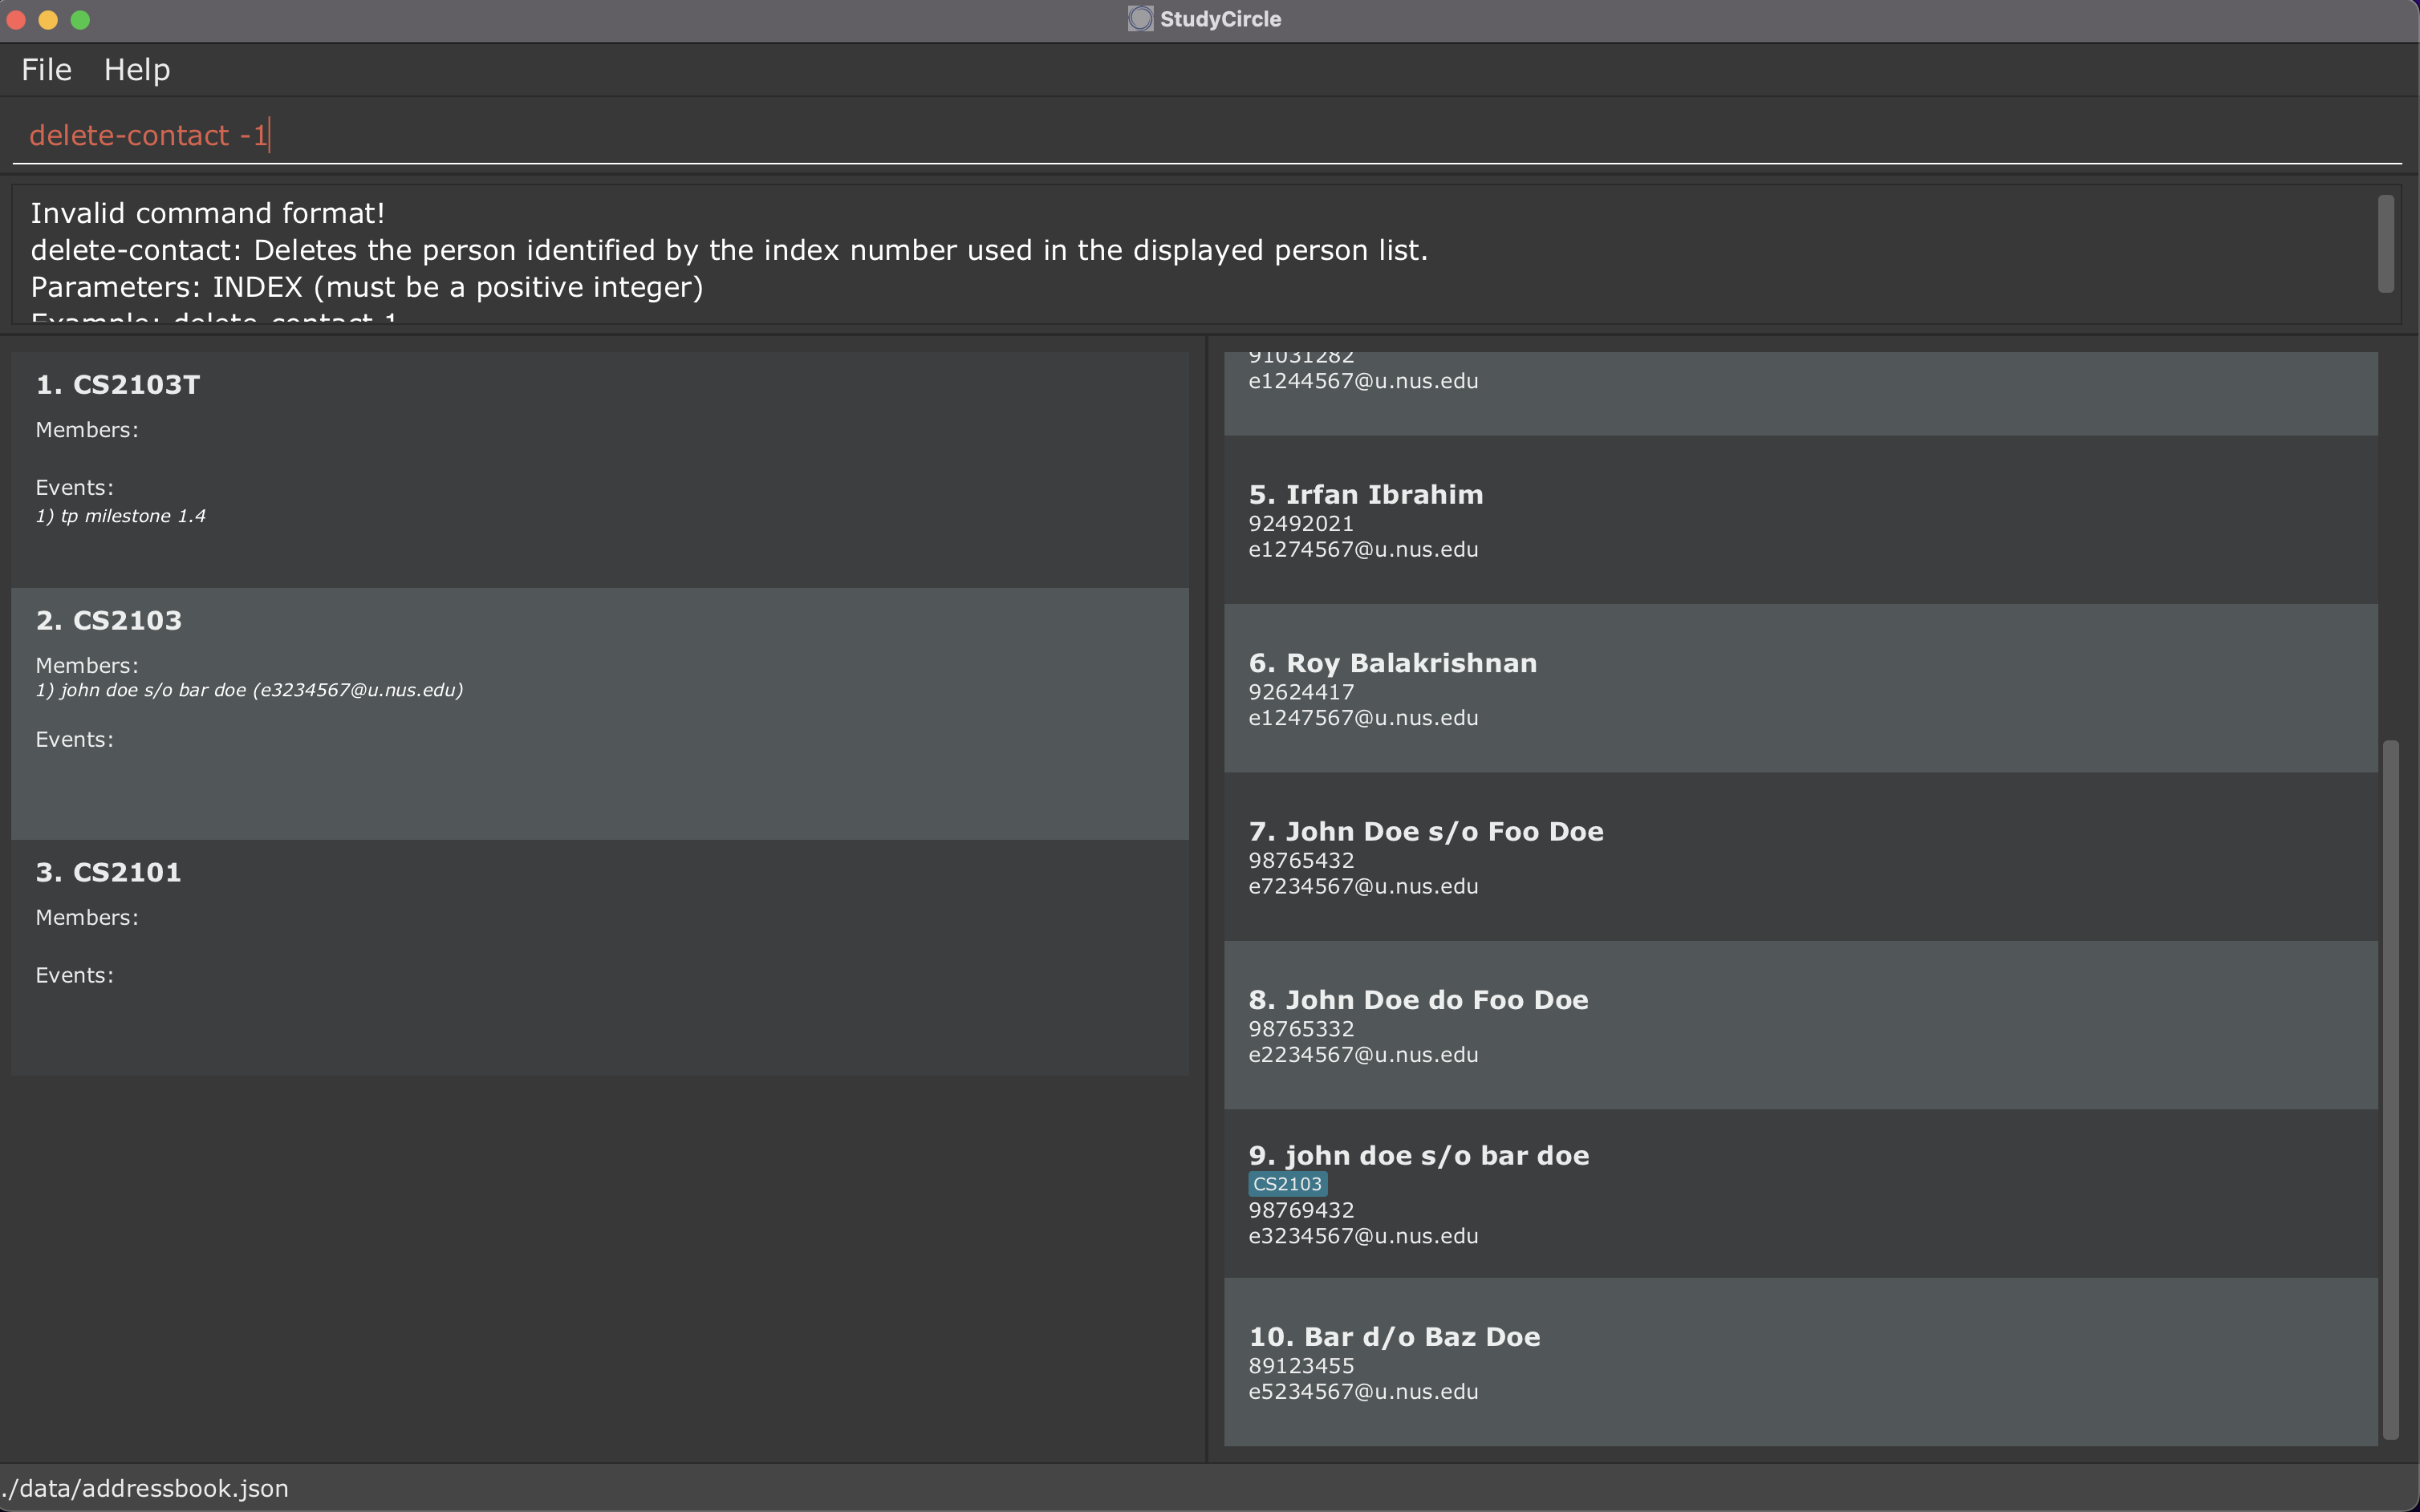 StudyCircle
File Help
delete-contact -1
Invalid command format!
delete-contact: Deletes the person identified by the index number used in the displayed person list.
Parameters: INDEX (must be a positive integer)
Example: delete-contact 1
1. CS2103T
Members:
Events:
1) tp milestone 1.4
2. CS2103
Members:
1) john doe s/o bar doe (e3234567@u.nus.edu)
Events:
3. CS2101
Members:
Events:
91031282
e1244567@u.nus.edu
5. Irfan Ibrahim
92492021
e1274567@u.nus.edu
6. Roy Balakrishnan
92624417
e1247567@u.nus.edu
7. John Doe s/o Foo Doe
98765432
e7234567@u.nus.edu
8. John Doe do Foo Doe
98765332
e2234567@u.nus.edu
9. john doe s/o bar doe
CS2103
98769432
e3234567@u.nus.edu
10. Bar d/o Baz Doe
89123455
e5234567@u.nus.edu
./data/addressbook.json